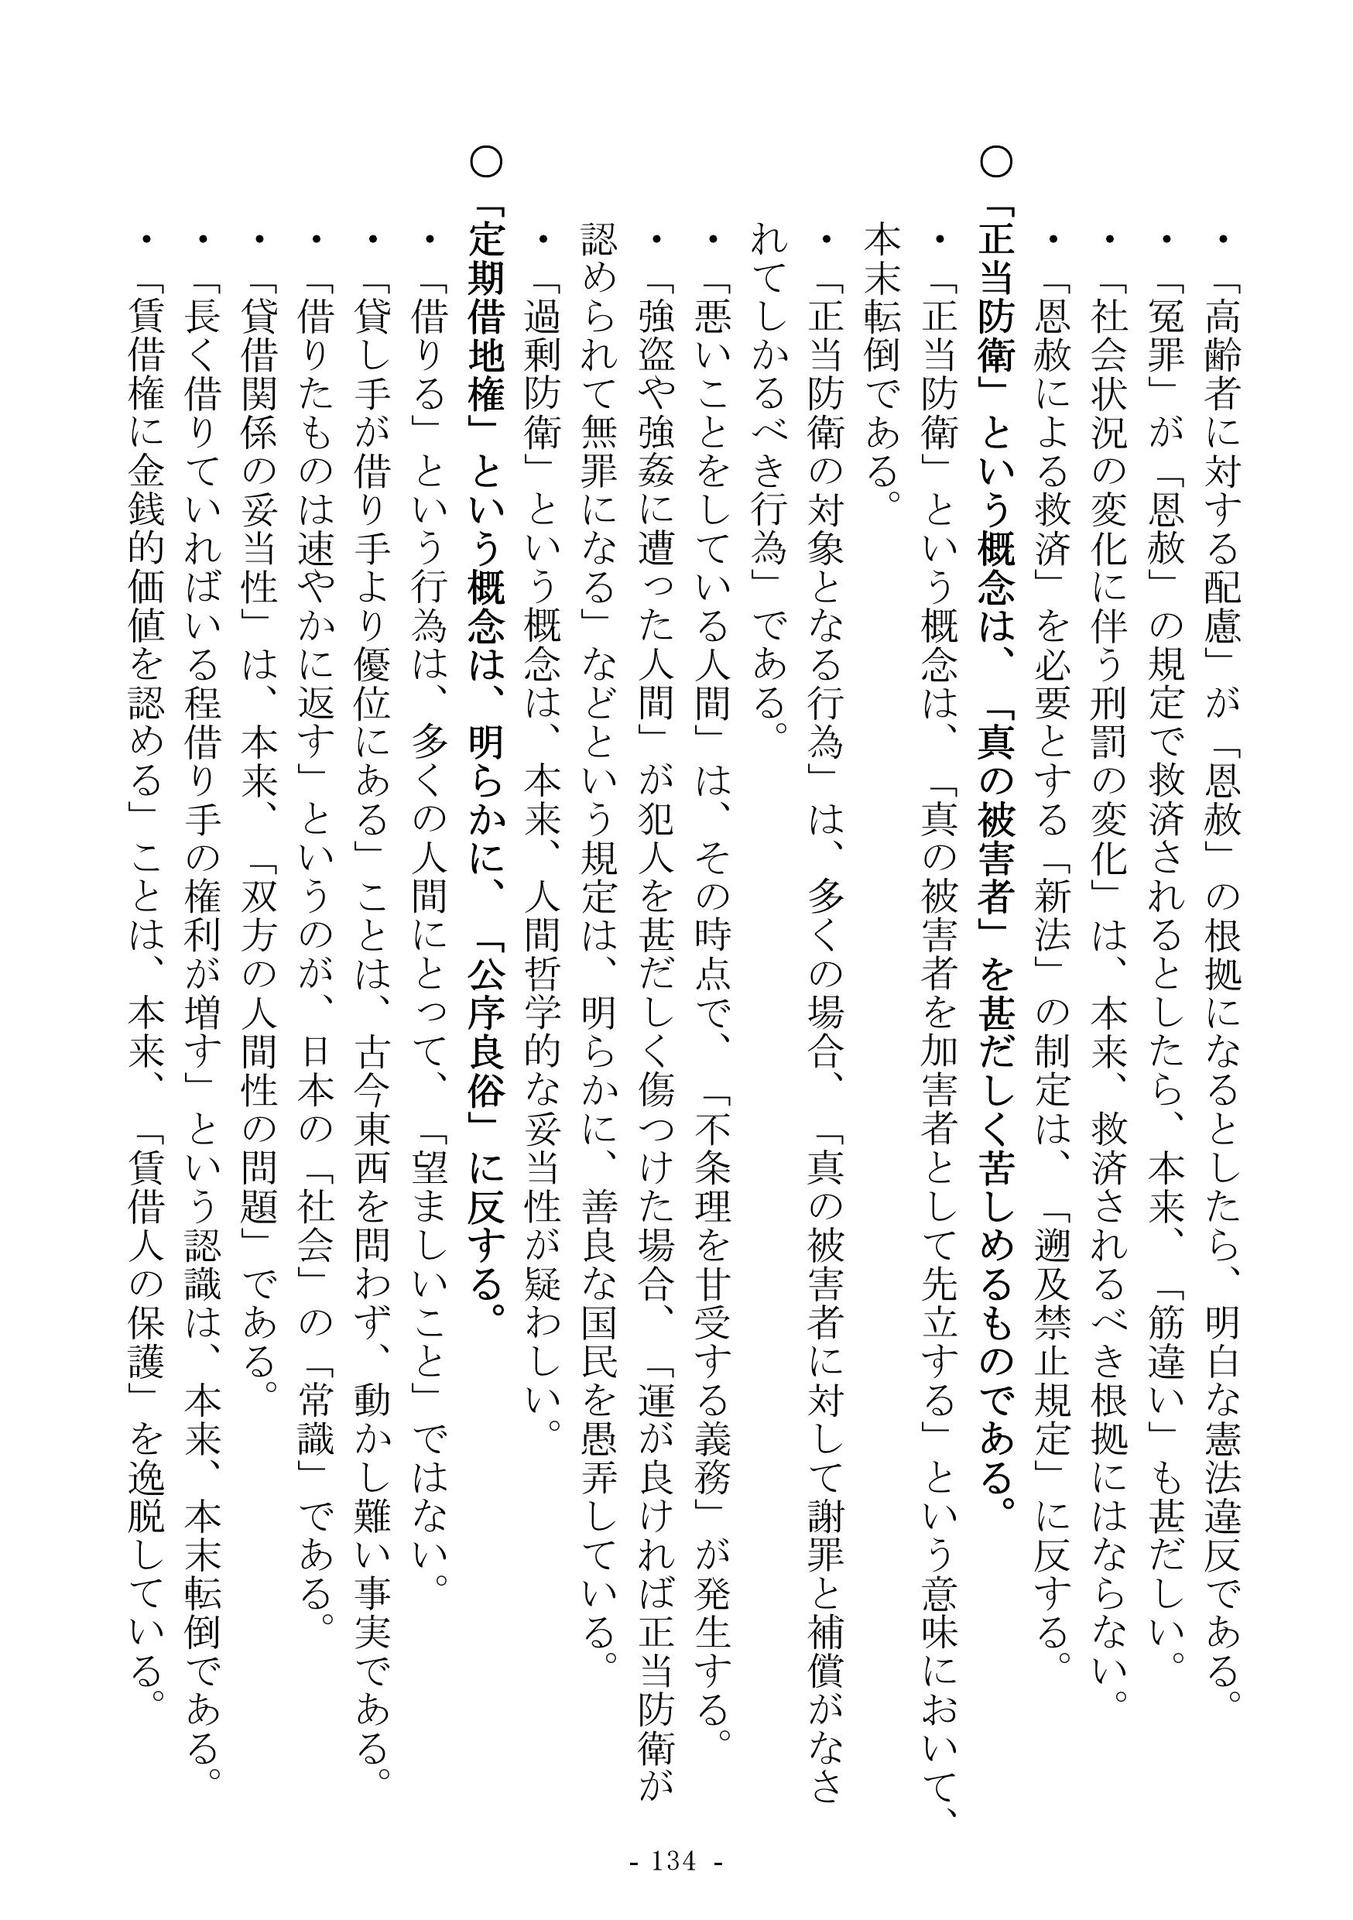 ・「高齢者に対する配慮」が「恩赦」の根拠になるとしたら、明白な憲法違反である。
・「冤罪」が「恩赦」の規定で救済されるとしたら、本来、「筋違い」も甚だしい。
・「社会状況の変化に伴う刑罰の変化」は、本来、救済されるべき根拠にはならない。
・「恩赦による救済」を必要とする「新法」の制定は、「遡及禁止規定」に反する。
〇「正当防衛」という概念は、「真の被害者」を甚だしく苦しめるものである。
・「正当防衛」という概念は、「真の被害者を加害者として先立する」という意味において、
本末転倒である。
・「正当防衛の対象となる行為」は、多くの場合、「真の被害者に対して謝罪と補償がなさ
れてしかるべき行為」である。
・「悪いことをしている人間」は、その時点で、「不条理を甘受する義務」が発生する。
・「強盗や強姦に遭った人間」が犯人を甚だしく傷つけた場合、「運が良ければ正当防衛が
認められて無罪になる」などという規定は、明らかに、善良な国民を愚弄している。
・「過剰防衛」という概念は、本来、人間哲学的な妥当性が疑わしい。
〇「定期借地権」という概念は、明らかに、「公序良俗」に反する。
・「借りる」という行為は、多くの人間にとって、「望ましいこと」ではない。
・「貸し手が借り手より優位にある」ことは、古今東西を問わず、動かし難い事実である。
・「借りたものは速やかに返す」というのが、日本の「社会」の「常識」である。
・「貸借関係の妥当性」は、本来、「双方の人間性の問題」である。
・「長く借りていればいる程借り手の権利が増す」という認識は、本来、本末転倒である。
・「賃借権に金銭的価値を認める」ことは、本来、「賃借人の保護」を逸脱している。
- 134 -